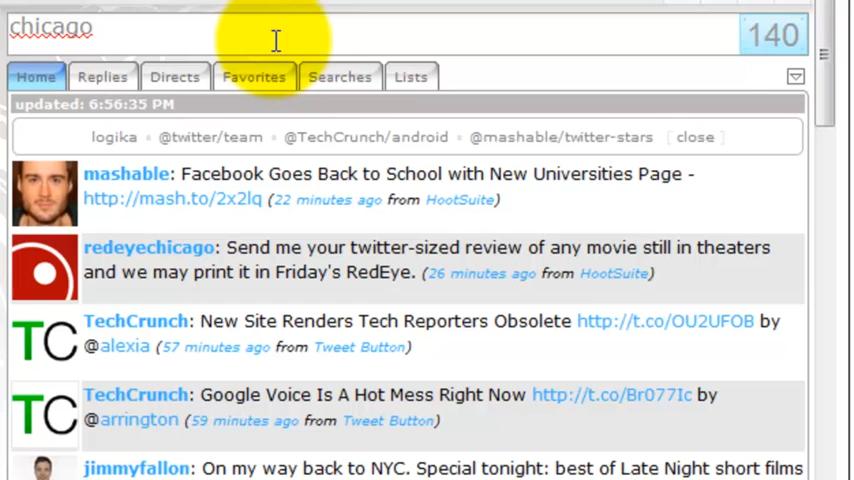 chicago
140
Home Replies Directs Favorites Searches Lists
updated: 6:56:35 PM
logika @twitter/team @TechCrunch/android @mashable/twitter-stars [ close ]
mashable: Facebook Goes Back to School with New Universities Page -
http://mash.to/2x2lq (22 minutes ago from HootSuite)
redeyechicago: Send me your twitter-sized review of any movie still in theaters
and we may print it in Friday's RedEye. (26 minutes ago from HootSuite)
TC
TechCrunch: New Site Renders Tech Reporters Obsolete http://t.co/OU2UFOB by
@alexia (57 minutes ago from Tweet Button)
TC
TechCrunch: Google Voice Is A Hot Mess Right Now http://t.co/Br077Ic by
@arrington (59 minutes ago from Tweet Button)
jimmyfallon: On my way back to NYC. Special tonight: best of Late Night short films